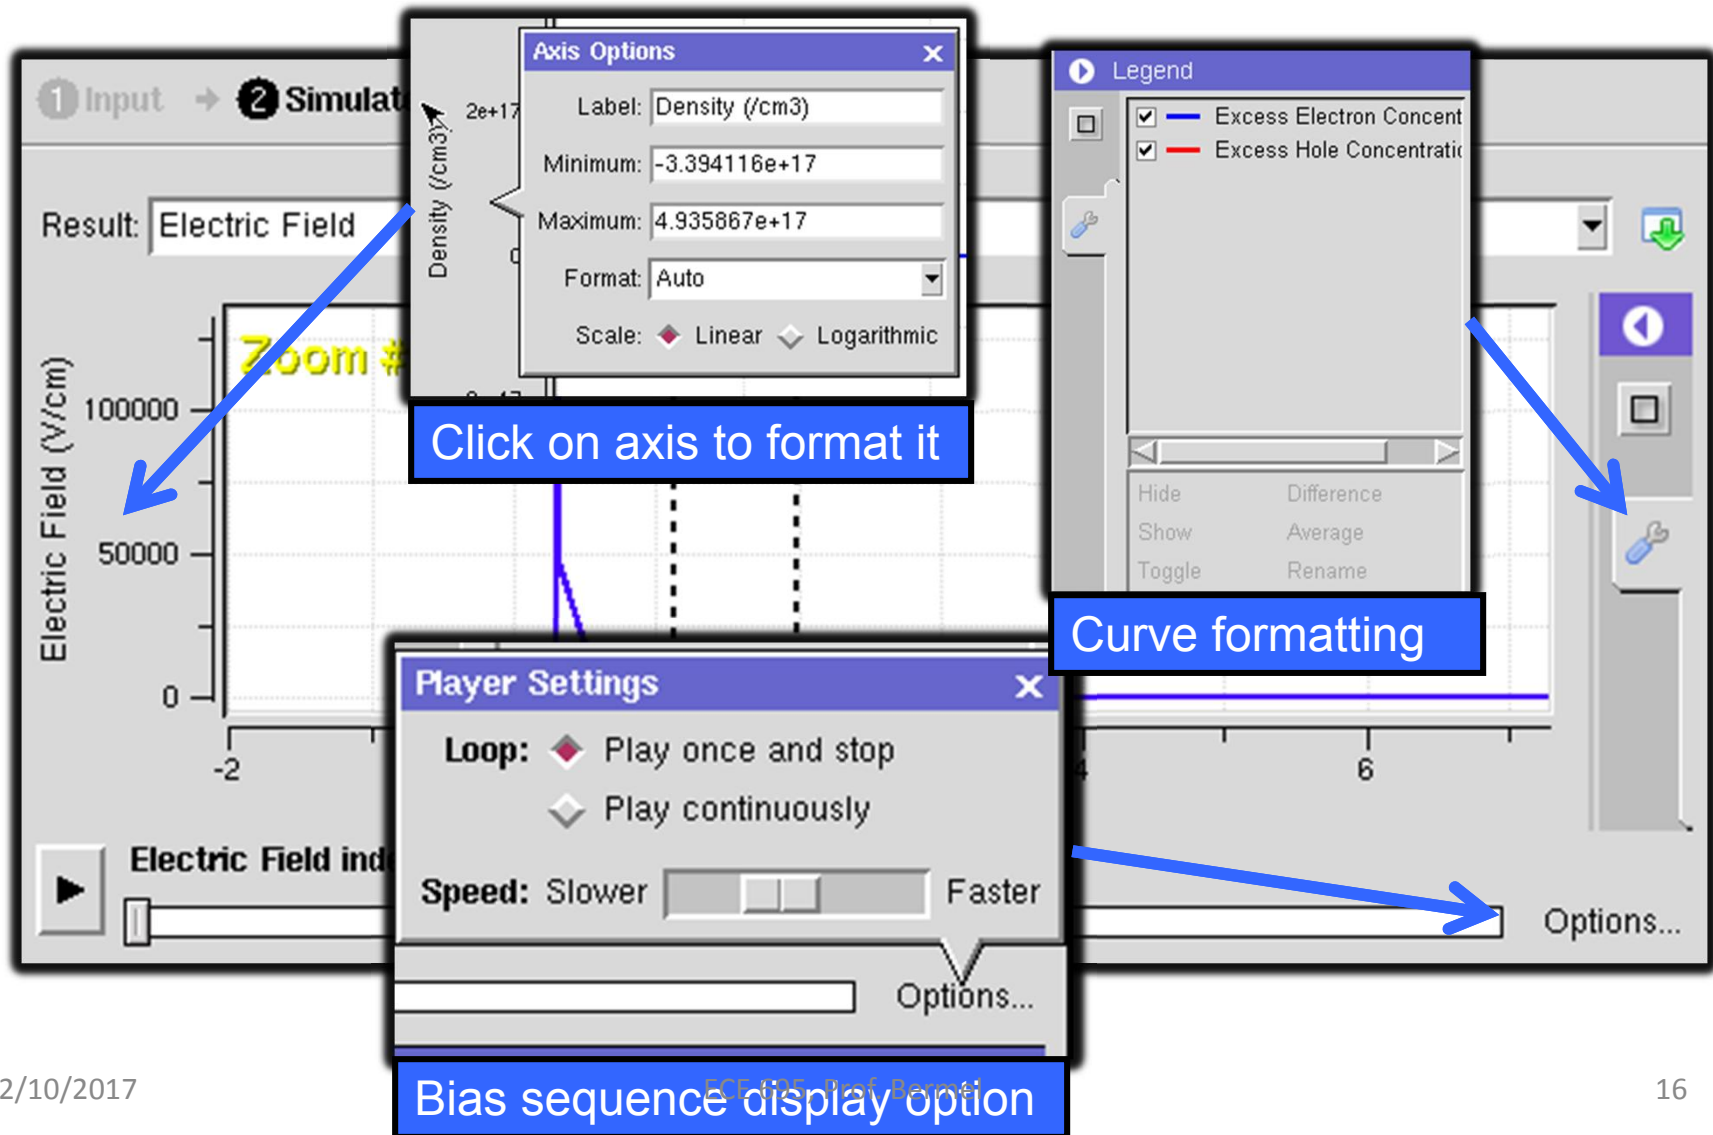 1 Input
2 Simulat
Result: Electric Field
Zoom #
Electric Field (V/cm)
100000
50000
0
-2
4
6
Electric Field ind
Options...
2e+17
0
Density (/cm3)
Axis Options
Label: Density (/cm3)
Minimum: -3.394116e+17
Maximum: 4.935867e+17
Format: Auto
Scale: Linear Logarithmic
Click on axis to format it
Legend
Excess Electron Concent
Excess Hole Concentratio
Hide Difference
Show Average
Toggle Rename
Curve formatting
Player Settings
Loop: Play once and stop
Play continuously
Speed: Slower Faster
Options...
Bias sequence display option
2/10/2017
ECE 695, Prof. Bermel
16